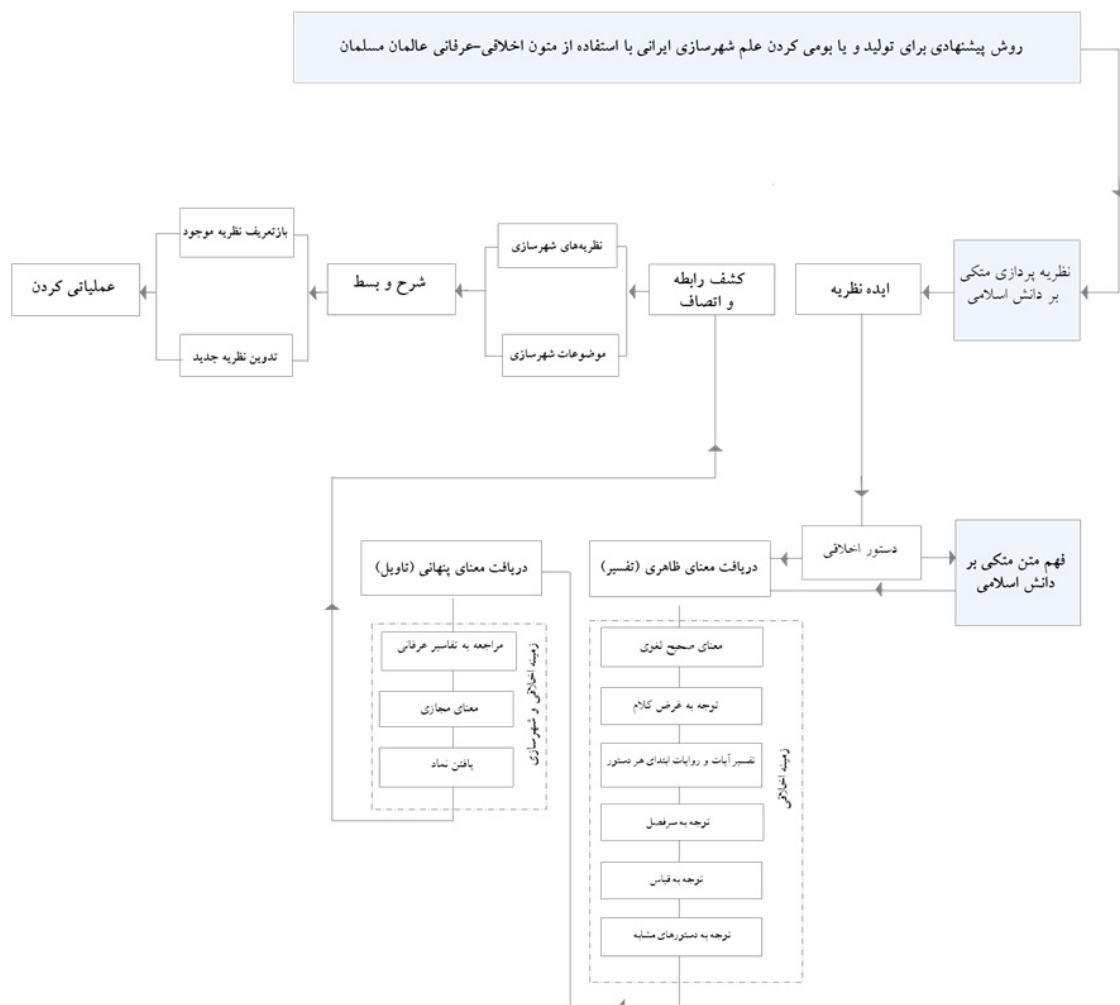 روش پیشنهادی برای تولید و یا بومی کردن علم شهرسازی ایرانی با استفاده از متون اخلاقی-عرفانی عالمان مسلمان
نظریه پردازی متکی
بر دانش اسلامی
ایده نظریه
کشف رابطه
و اتصاف
نظریه‌های شهرسازی
موضوعات شهرسازی
شرح و بسط
بازتعریف نظریه موجود
تدوین نظریه جدید
عملیاتی کردن
فهم متن متکی بر
دانش اسلامی
دستور اخلاقی
دریافت معنای ظاهری (تفسیر)
زمینه اخلاقی
معنای صحیح لغوی
توجه به غرض کلام
تفسیر آیات و روایات ابتدای هر دستور
توجه به سرفصل
توجه به قیاس
توجه به دستورهای مشابه
دریافت معنای پنهانی (تاویل)
زمینه اخلاقی و شهرسازی
مراجعه به تفاسیر عرفانی
معنای مجازی
یافتن نماد